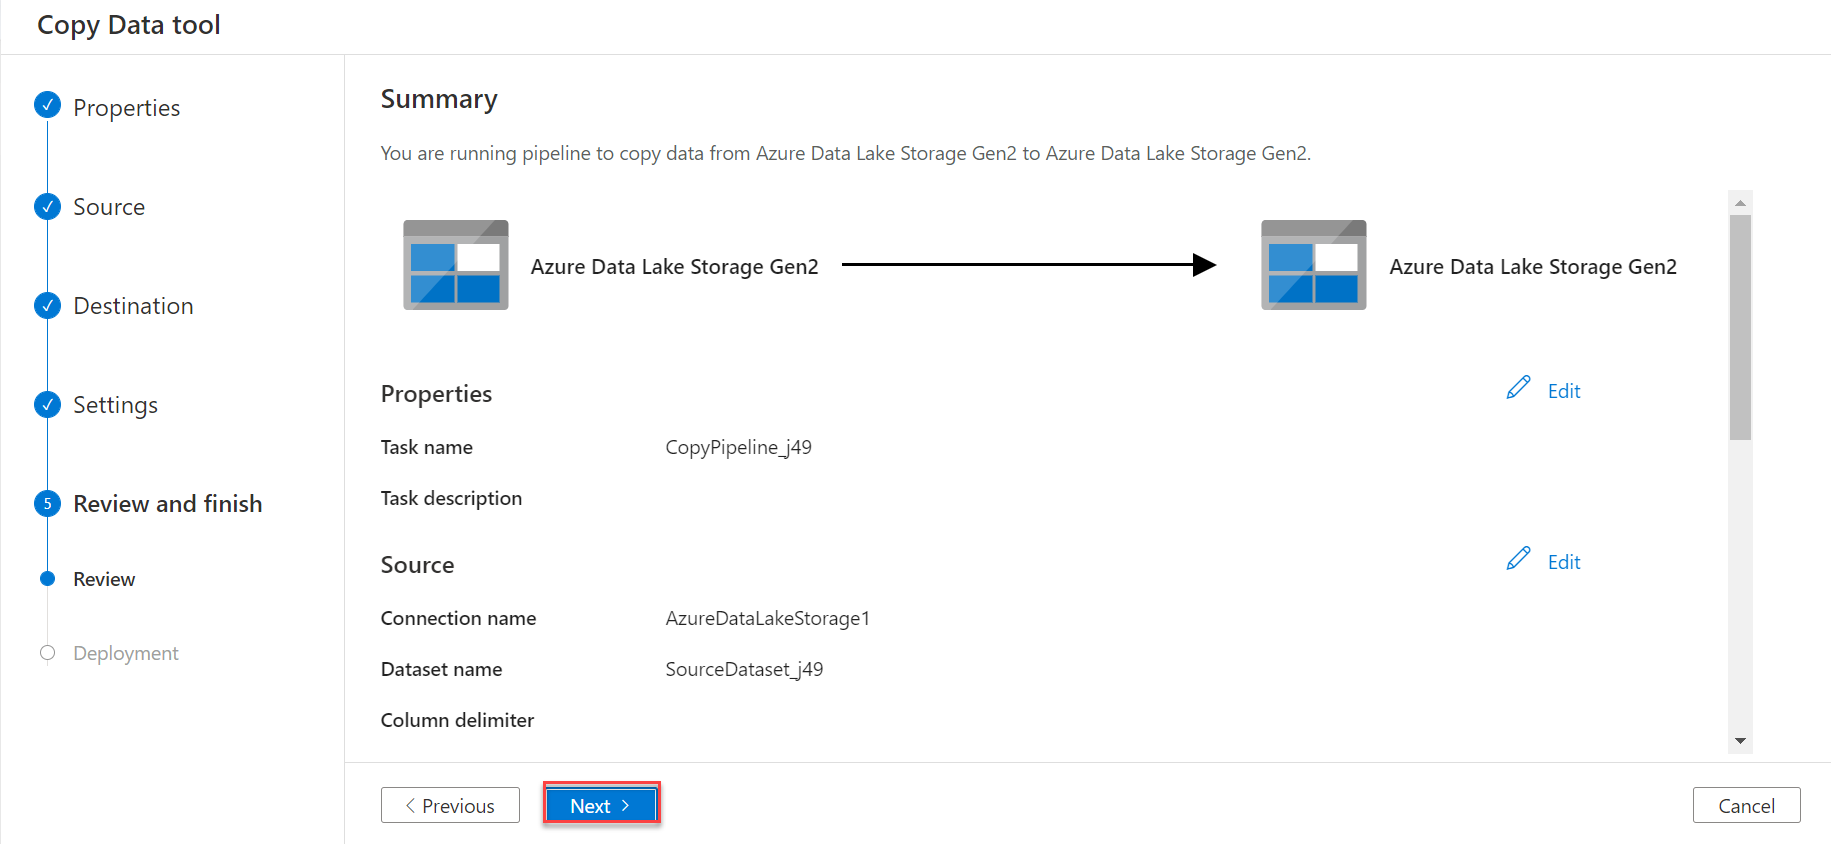 Copy Data tool
Properties
Source
Destination
Settings
5 Review and finish
Review
Deployment
Summary
You are running pipeline to copy data from Azure Data Lake Storage Gen2 to Azure Data Lake Storage Gen2.
Azure Data Lake Storage Gen2 Azure Data Lake Storage Gen2
Properties Edit
Task name CopyPipeline_j49
Task description
Source Edit
Connection name AzureDataLakeStorage1
Dataset name SourceDataset_j49
Column delimiter
Previous Next Cancel